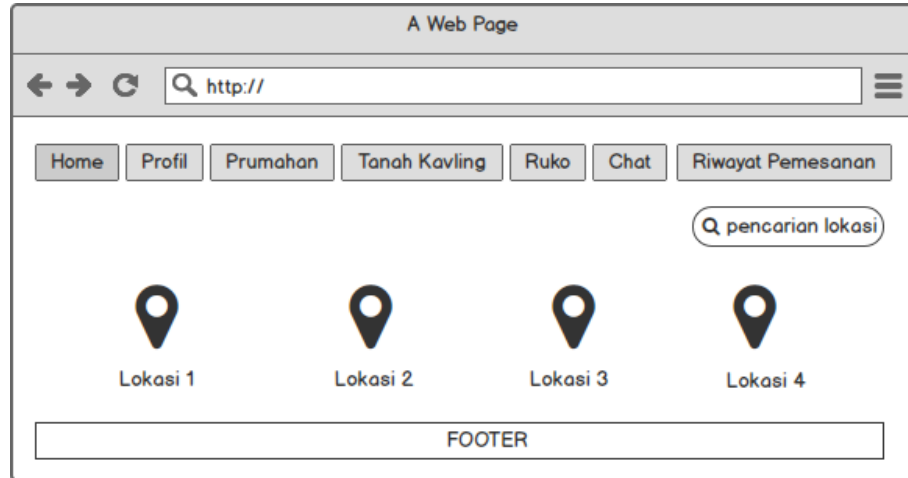 A Web Page
http://
Home Profil Prumahan Tanah Kavling Ruko Chat Riwayat Pemesanan
pencarian lokasi
Lokasi 1 Lokasi 2 Lokasi 3 Lokasi 4
FOOTER